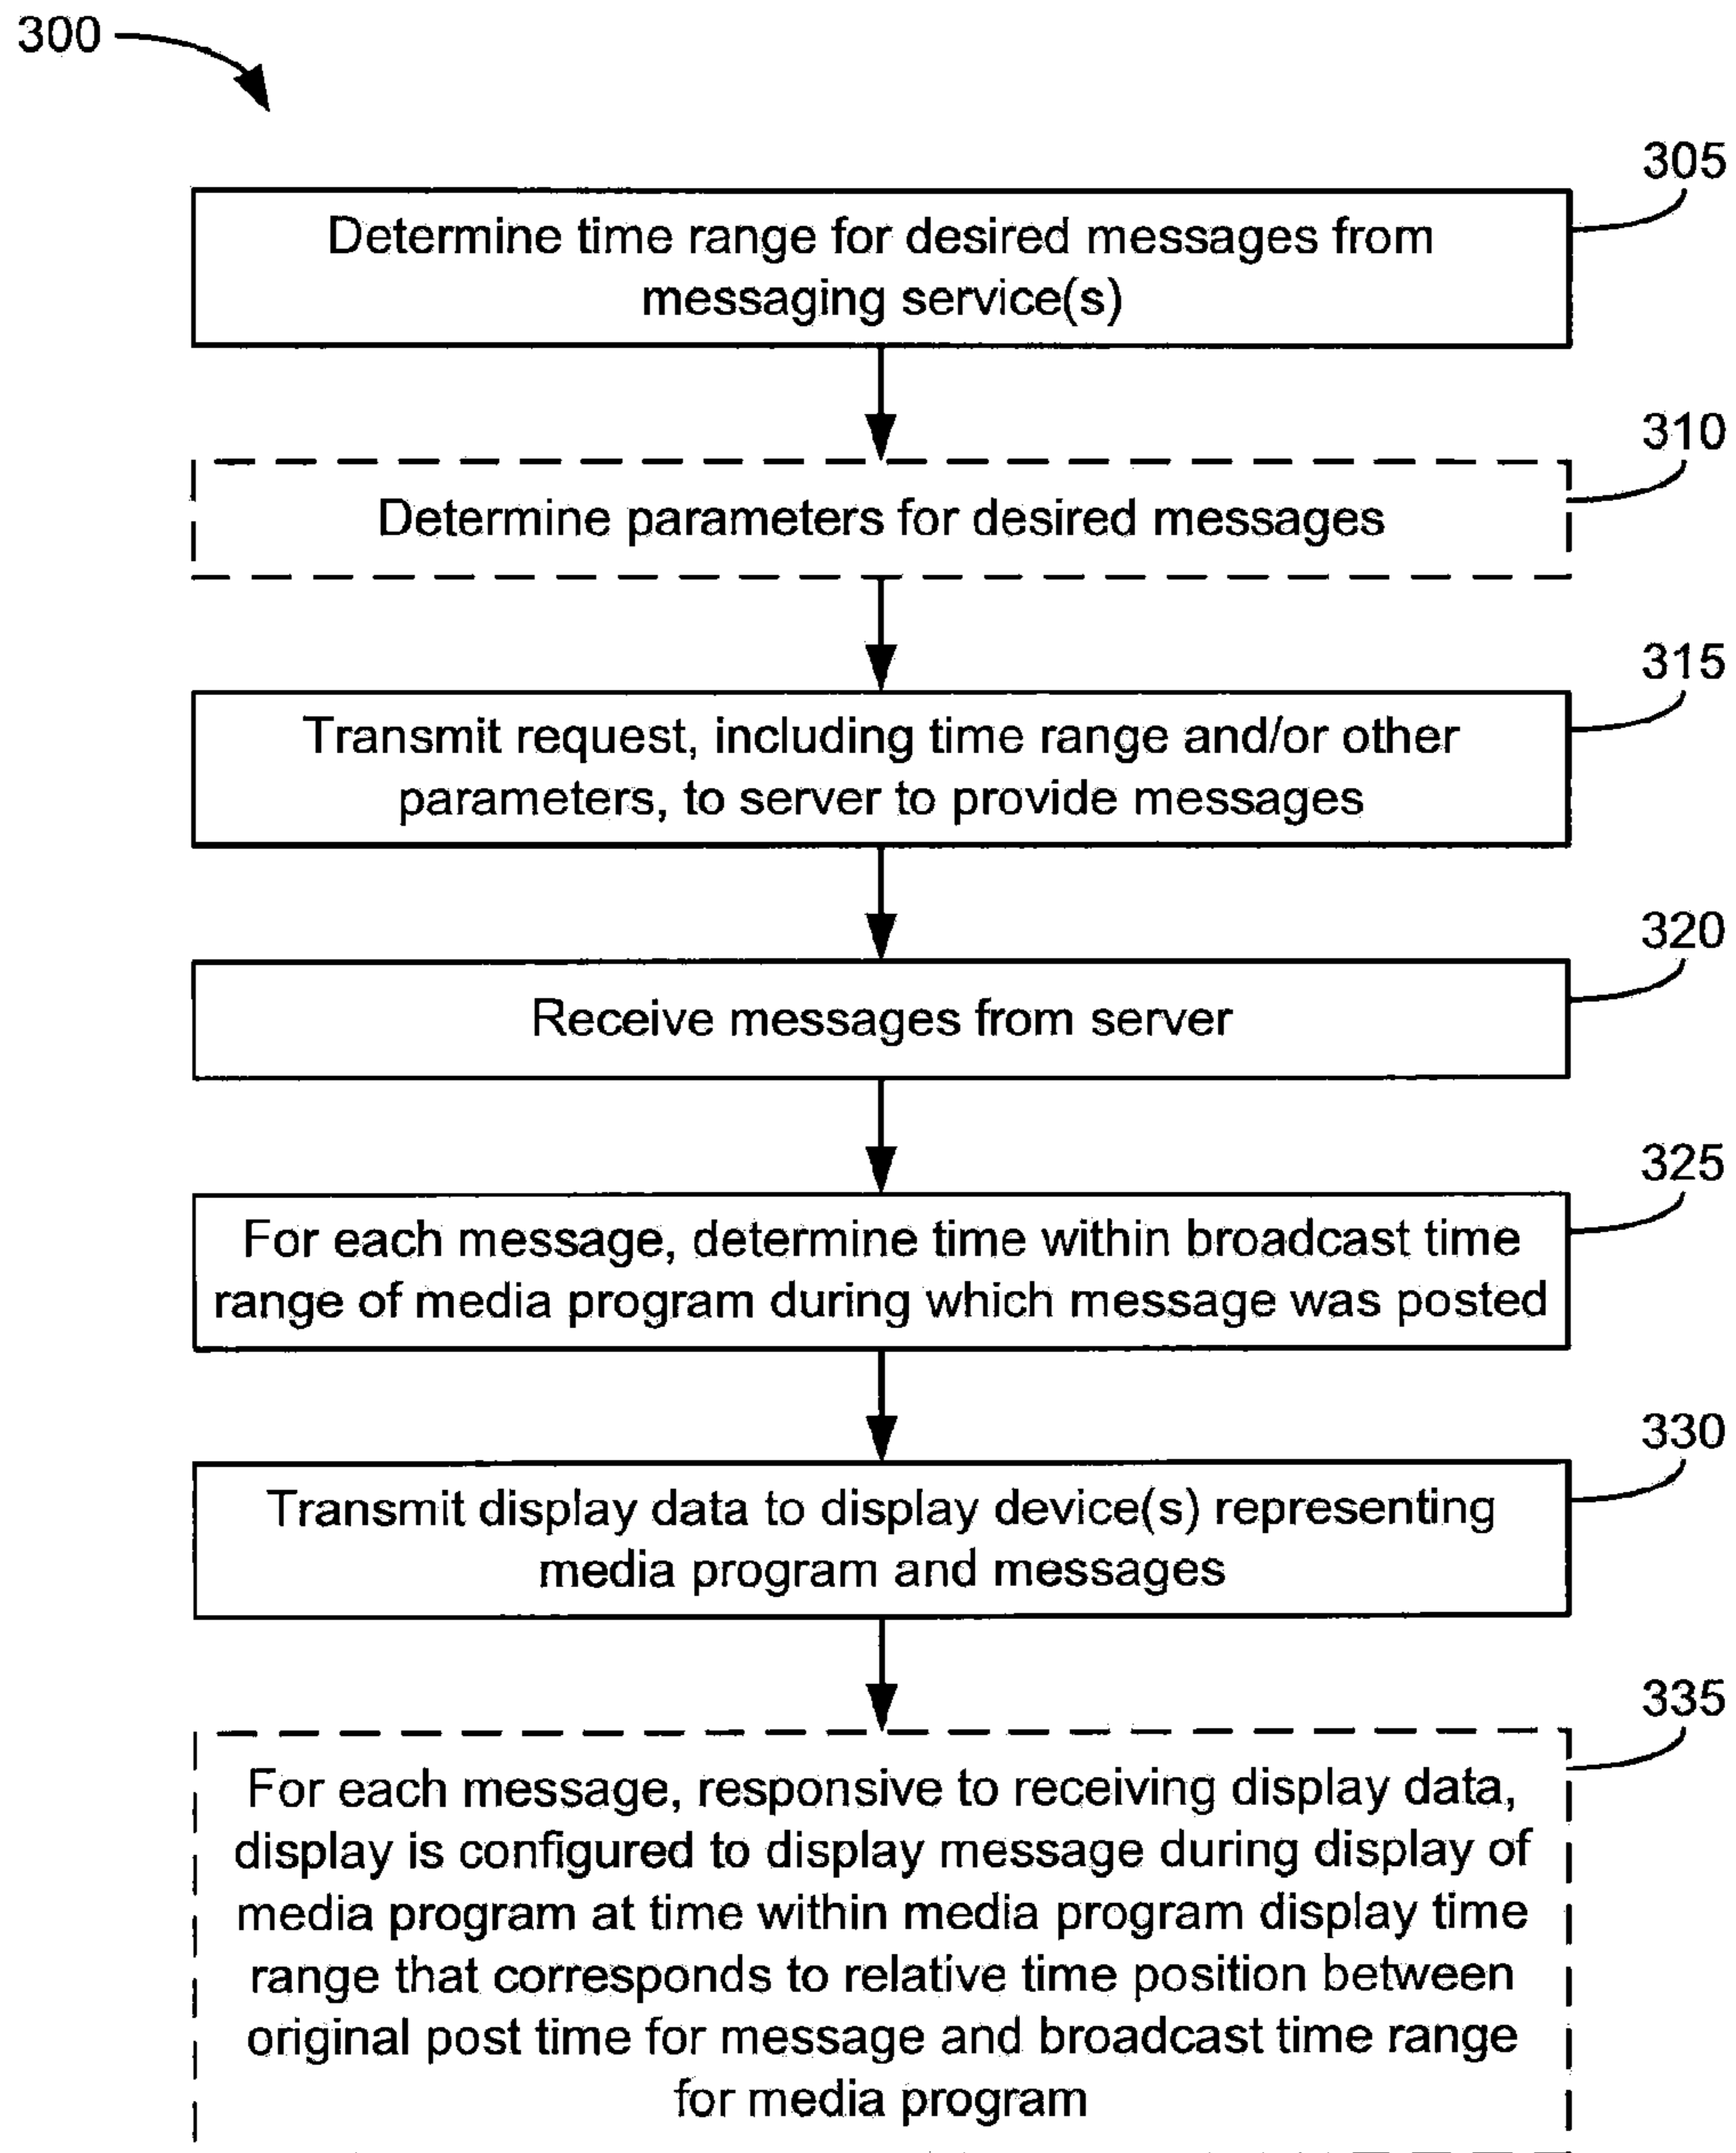 300
305
Determine time range for desired messages from
messaging service(s)
310
Determine parameters for desired messages
315
Transmit request, including time range and/or other
parameters, to server to provide messages
320
Receive messages from server
325
For each message, determine time within broadcast time
range of media program during which message was posted
330
Transmit display data to display device(s) representing
media program and messages
335
For each message, responsive to receiving display data,
display is configured to display message during display of
media program at time within media program display time
range that corresponds to relative time position between
original post time for message and broadcast time range
for media program